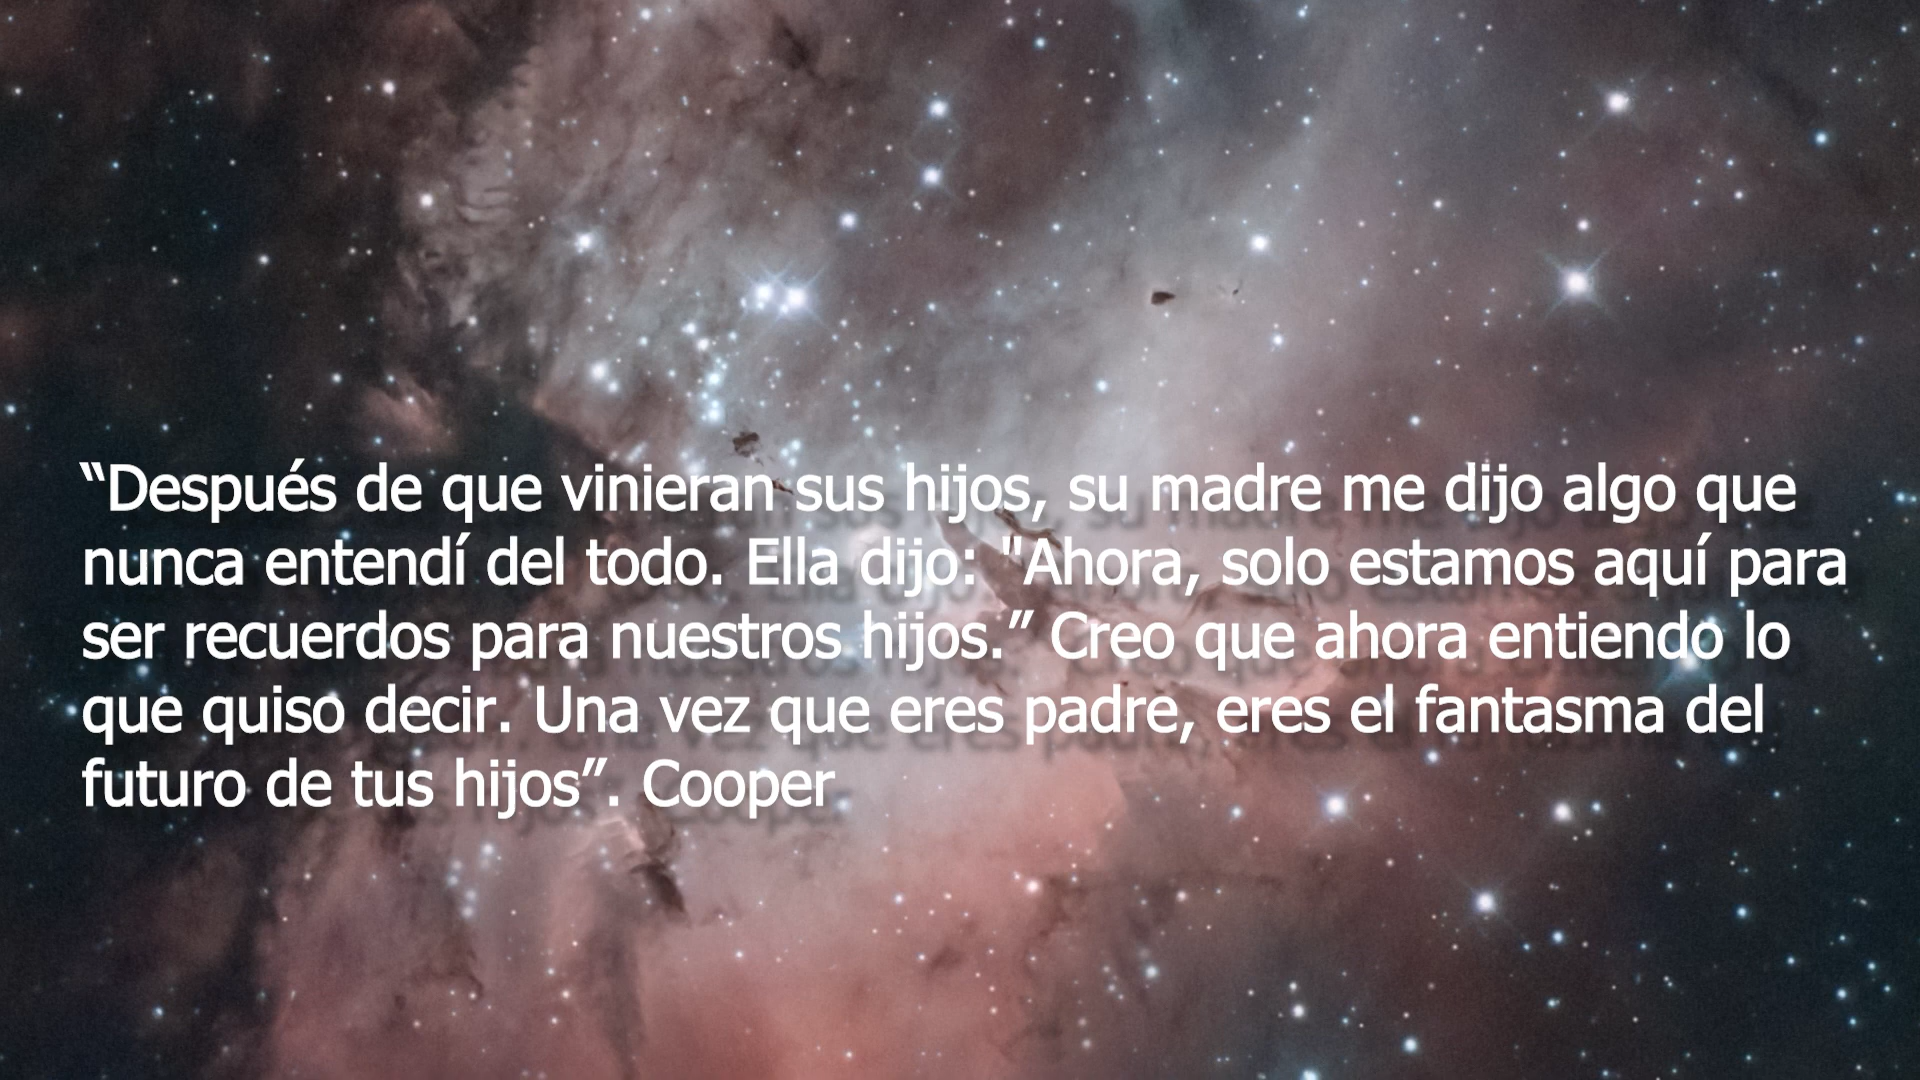 “Después de que vinieran sus hijos, su madre me dijo algo que
nunca entendí del todo. Ella dijo: "Ahora, solo estamos aquí para
ser recuerdos para nuestros hijos.” Creo que ahora entiendo lo
que quiso decir. Una vez que eres padre, eres el fantasma del
futuro de tus hijos”. Cooper